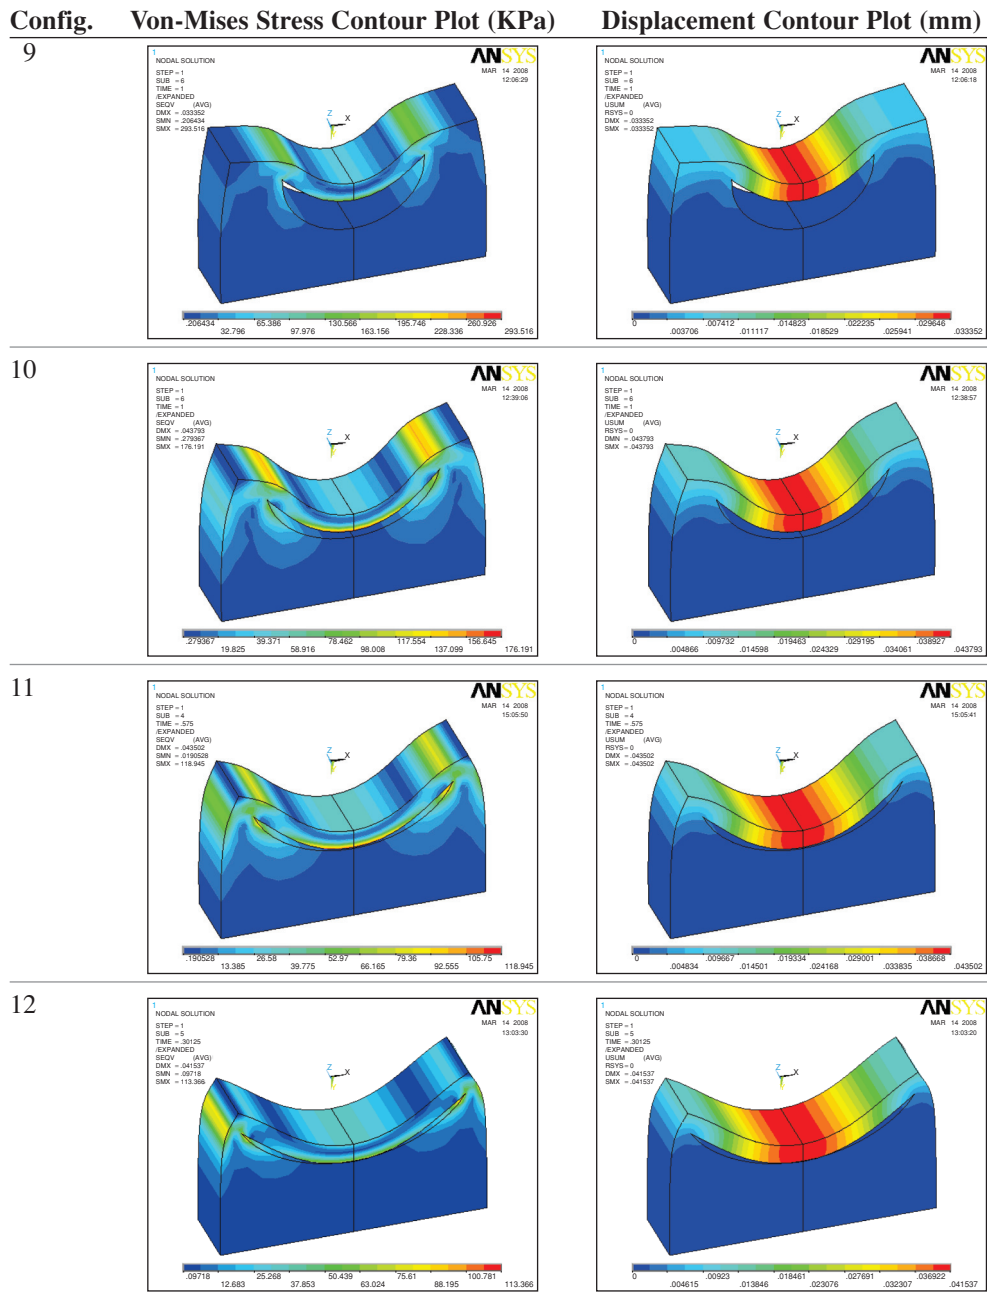 Config. Von-Mises Stress Contour Plot (KPa) Displacement Contour Plot (mm)
9
1
NODAL SOLUTION
STEP=1
SUB =6
TIME=1
/EXPANDED
SEQV (AVG)
DMX =.033352
SMN =.206434
SMX =293.516
ANSYS
MAR 14 2008
12:06:29
Z
X
.206434 65.386 130.566 195.746 260.926
32.796 97.976 163.156 228.336 293.516
1
NODAL SOLUTION
STEP=1
SUB =6
TIME=1
/EXPANDED
USUM (AVG)
RSYS=0
DMX =.033352
SMX =.033352
ANSYS
MAR 14 2008
12:06:18
Z
X
0 .007412 .014823 .022235 .029646
.003706 .011117 .018529 .025941 .033352
10
1
NODAL SOLUTION
STEP=1
SUB =6
TIME=1
/EXPANDED
SEQV (AVG)
DMX =.043793
SMN =.279367
SMX =176.191
ANSYS
MAR 14 2008
12:39:06
Z
X
.279367 39.371 78.462 117.554 156.645
19.825 58.916 98.008 137.099 176.191
1
NODAL SOLUTION
STEP=1
SUB =6
TIME=1
/EXPANDED
USUM (AVG)
RSYS=0
DMN =.043793
SMX =.043793
ANSYS
MAR 14 2008
12:38:57
Z
X
0 .009732 .019463 .029195 .038927
.004866 .014598 .024329 .034061 .043793
11
1
NODAL SOLUTION
STEP=1
SUB =4
TIME=.575
/EXPANDED
SEQV (AVG)
DMX =.043502
SMN =.0190528
SMX =118.945
ANSYS
MAR 14 2008
15:05:50
Z
X
.190528 26.58 52.97 79.36 105.75
13.385 39.775 66.165 92.555 118.945
1
NODAL SOLUTION
STEP=1
SUB =4
TIME=.575
/EXPANDED
USUM (AVG)
RSYS=0
DMX =.043502
SMX =.043502
ANSYS
MAR 14 2008
15:05:41
Z
X
0 .009667 .019334 .029001 .038668
.004834 .014501 .024168 .033835 .043502
12
1
NODAL SOLUTION
STEP=1
SUB =5
TIME=.30125
/EXPANDED
SEQV (AVG)
DMX =.041537
SMN =.09718
SMX =113.366
ANSYS
MAR 14 2008
13:03:30
Z
X
.09718 25.268 50.439 75.61 100.781
12.683 37.853 63.024 88.195 113.366
1
NODAL SOLUTION
STEP=1
SUB =5
TIME=.30125
/EXPANDED
USUM (AVG)
RSYS=0
DMX =.041537
SMX =.041537
ANSYS
MAR 14 2008
13:03:20
Z
X
0 .00923 .018461 .027691 .036922
.004615 .013846 .023076 .032307 .041537